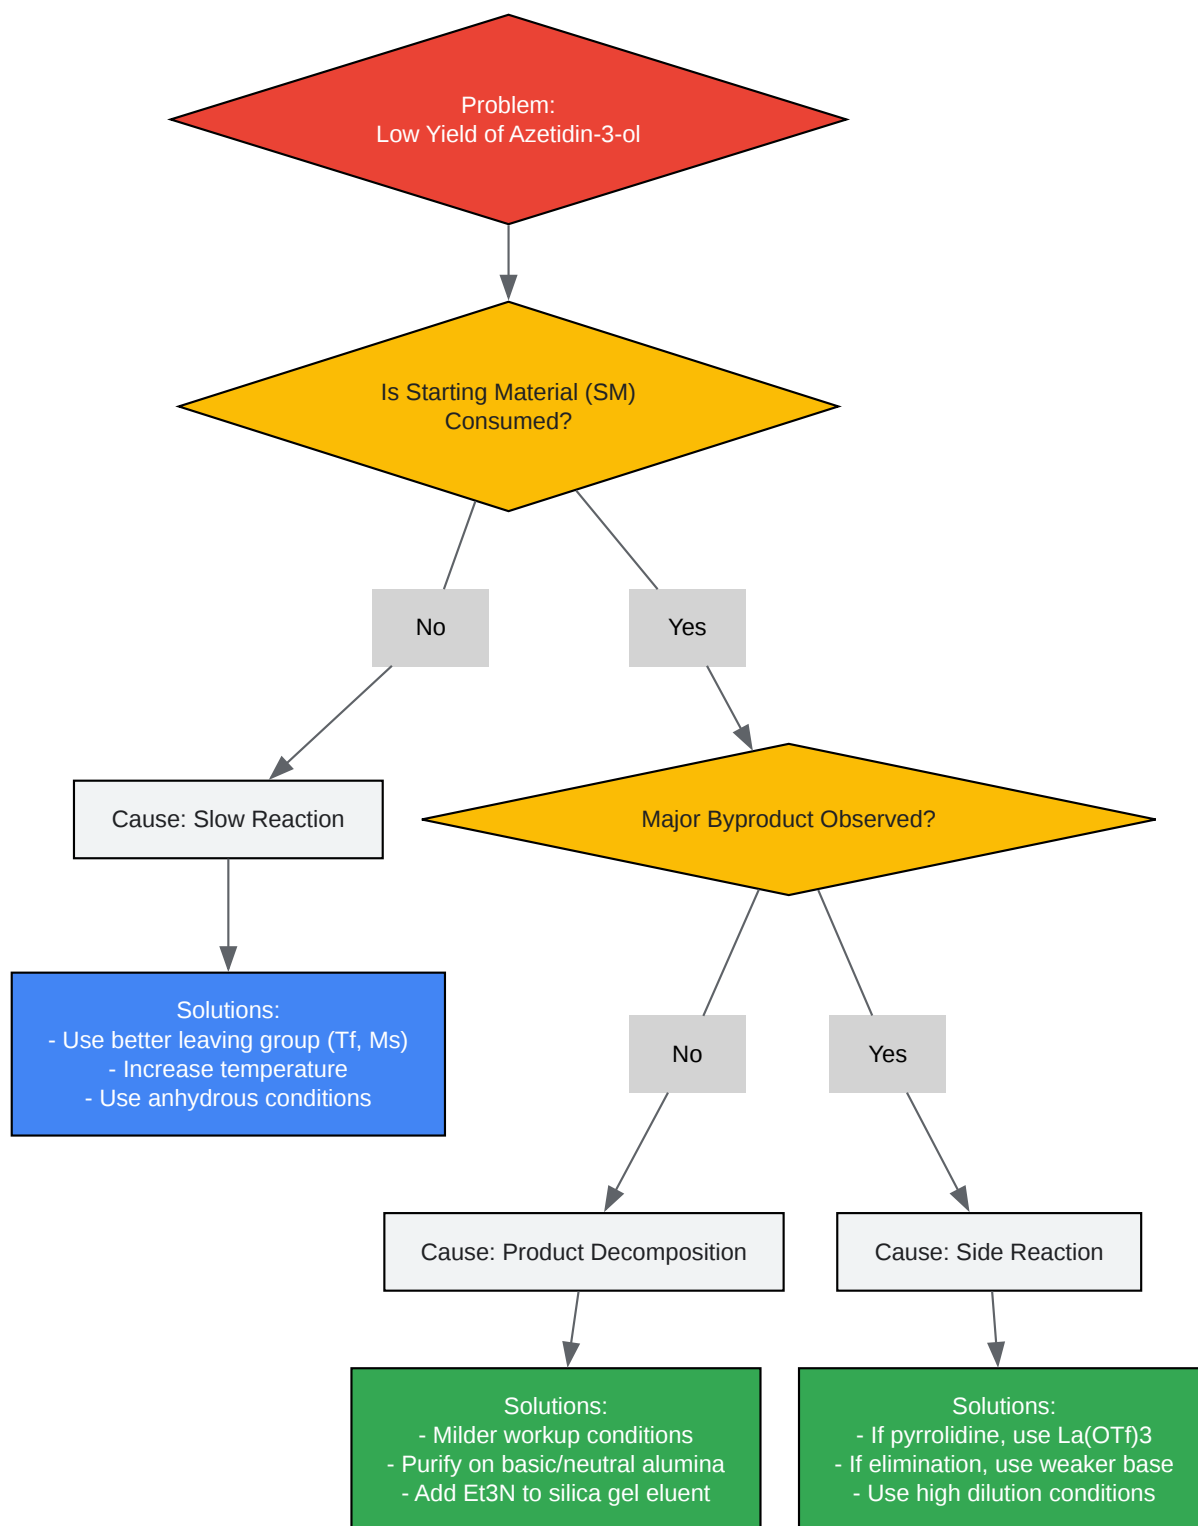 Problem:
Low Yield of Azetidin-3-ol
Is Starting Material (SM)
Consumed?
No
Yes
Cause: Slow Reaction
Major Byproduct Observed?
Solutions:
- Use better leaving group (Tf, Ms)
- Increase temperature
- Use anhydrous conditions
No
Yes
Cause: Product Decomposition
Cause: Side Reaction
Solutions:
- Milder workup conditions
- Purify on basic/neutral alumina
- Add Et3N to silica gel eluent
Solutions:
- If pyrrolidine, use La(OTf)3
- If elimination, use weaker base
- Use high dilution conditions